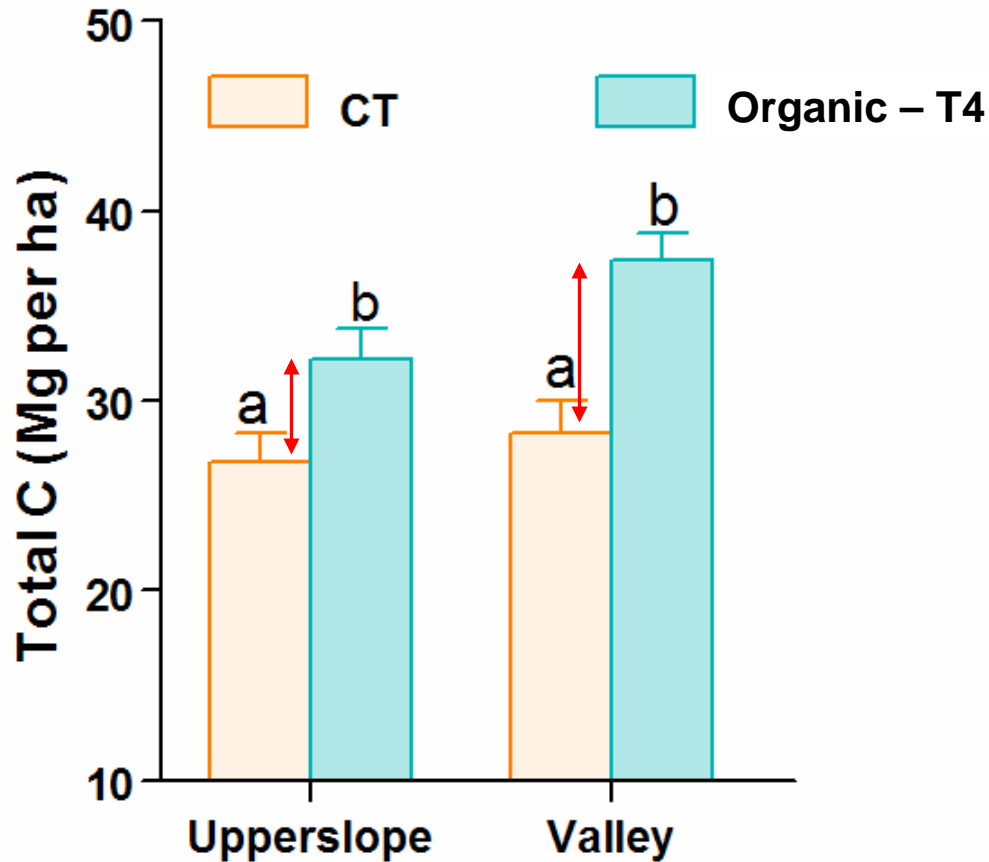 50
CT
Organic – T4
Total C (Mg per ha)
40
b
b
30
a
a
20
10
Upperslope
Valley